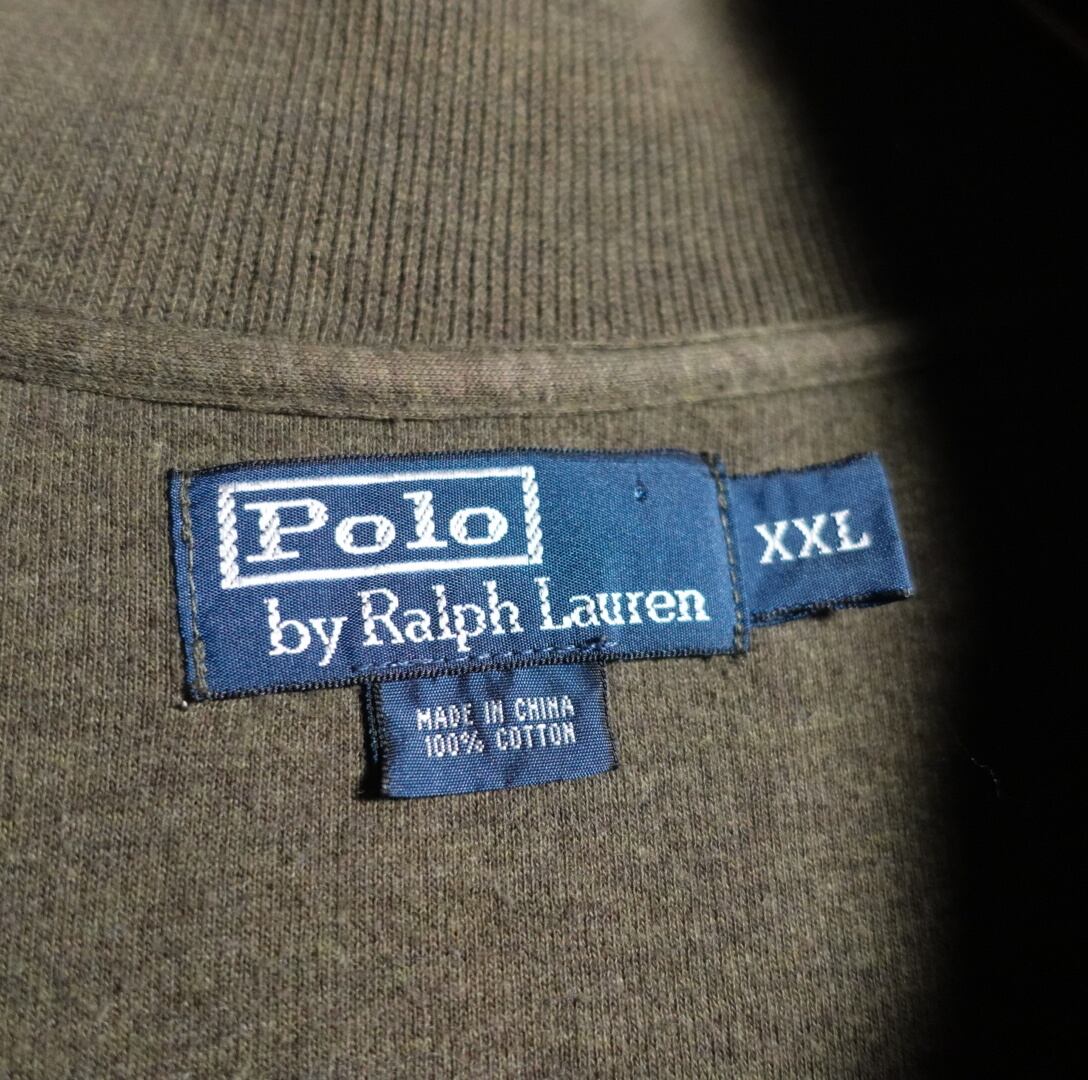 Polo
by Ralph Lauren
XXL
MADE IN CHINA
100% COTTON